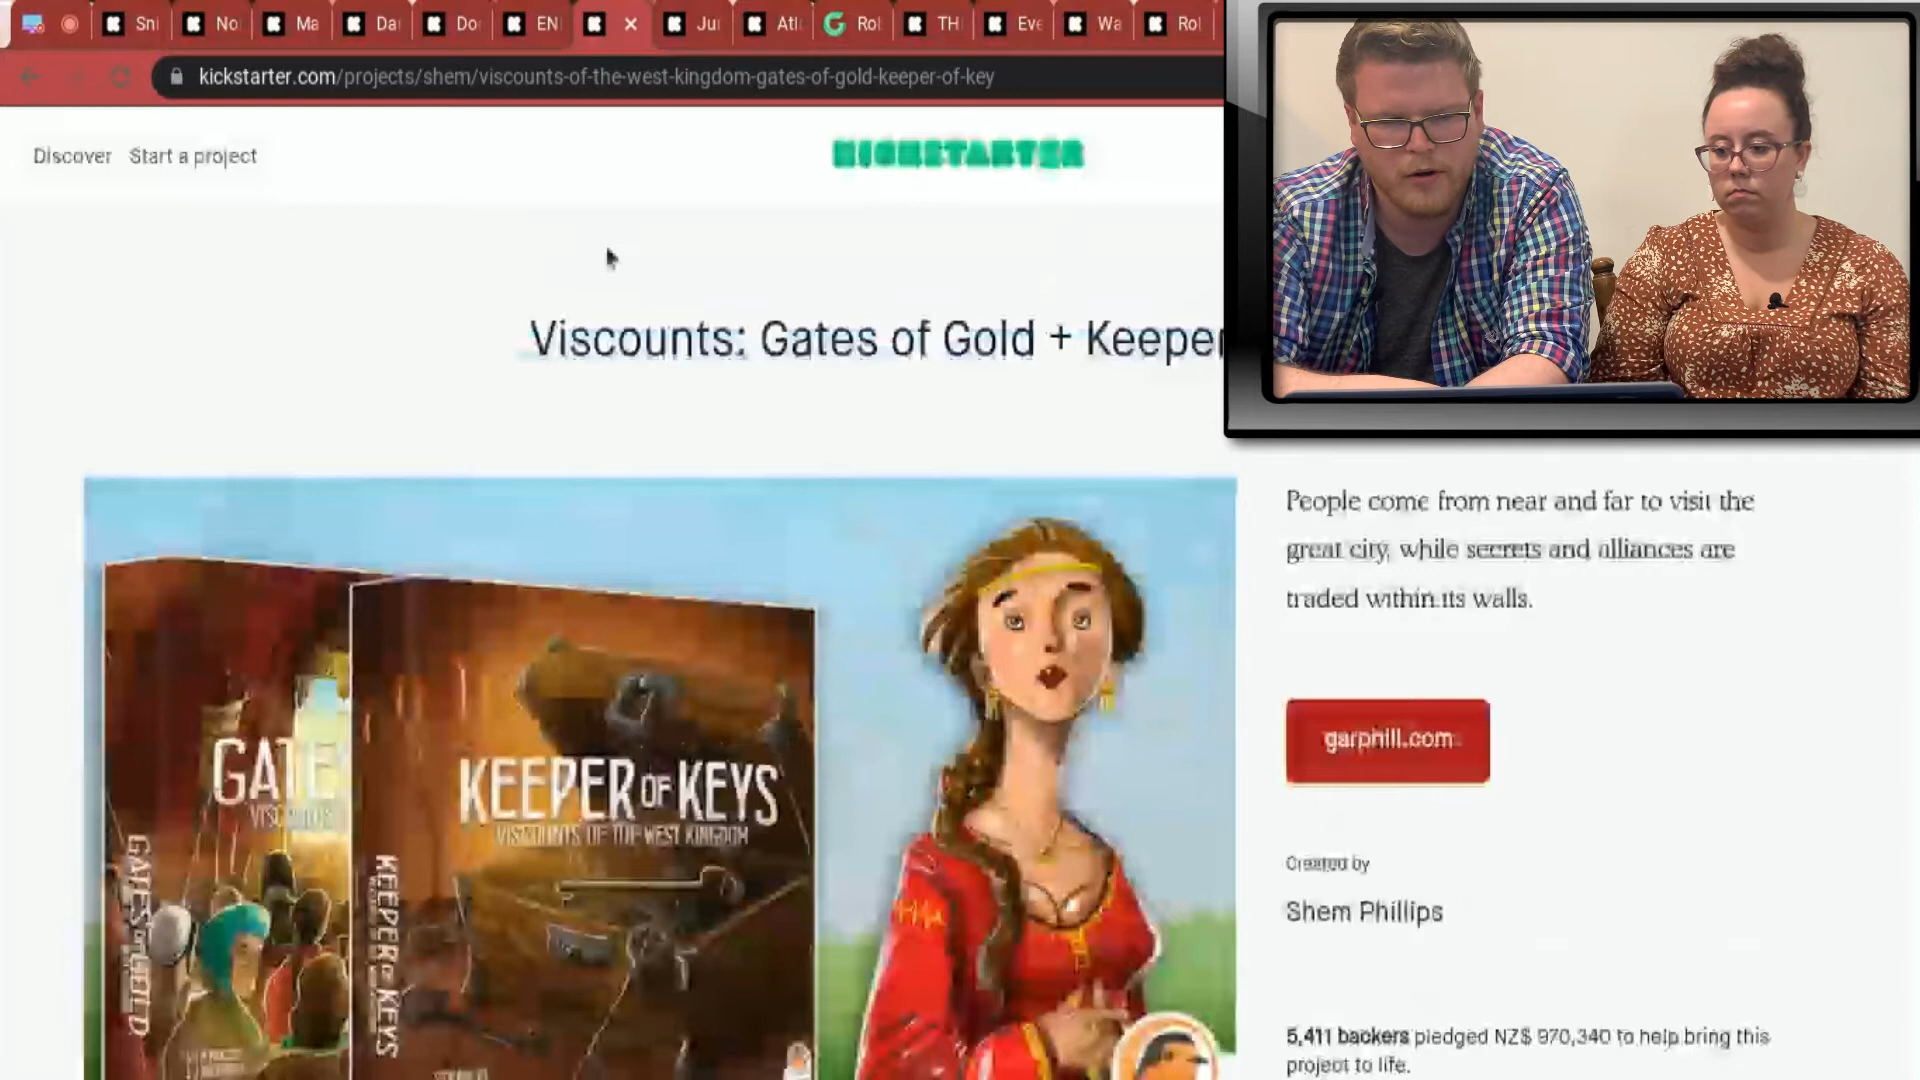 Sni
No
Ma
Da
Do
EN
Ju
Atl
Rol
TH
Eve
Wa
Rol
kickstarter.com/projects/shem/viscounts-of-the-west-kingdom-gates-of-gold-keeper-of-key
Discover Start a project
KICKSTARTER
Viscounts: Gates of Gold + Keeper
People come from near and far to visit the
great city, while secrets and alliances are
traded within its walls.
garphill.com
Created by
Shem Phillips
5,411 backers pledged NZ$ 970,340 to help bring this
project to life.
GATE
GATES OF GOLD
KEEPER OF KEYS
VISCOUNTS OF THE WEST KINGDOM
KEEPER OF KEYS